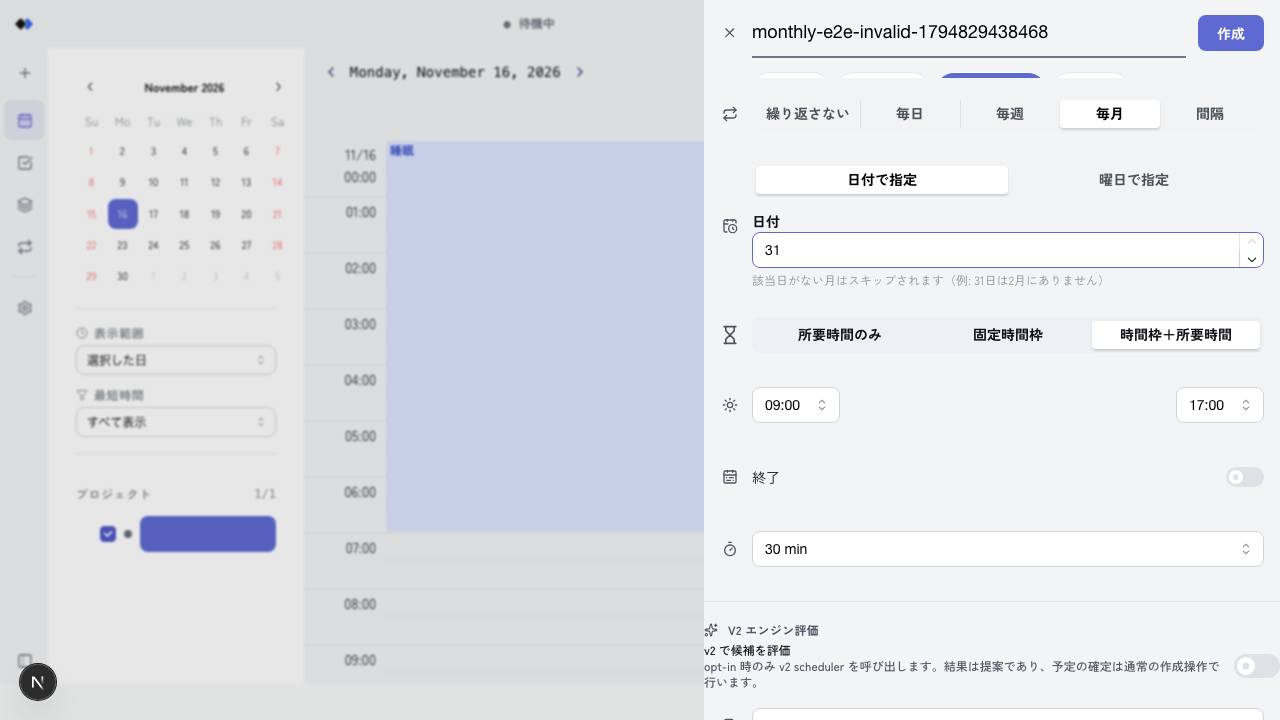 待機中
monthly-e2e-invalid-1794829438468
作成
November 2026
Su Mo Tu We Th Fr Sa
1 2 3 4 5 6 7
8 9 10 11 12 13 14
15 16 17 18 19 20 21
22 23 24 25 26 27 28
29 30 1 2 3 4 5
表示範囲
選択した日
最短時間
すべて表示
プロジェクト 1/1
Monday, November 16, 2026
11/16
睡眠
00:00
01:00
02:00
03:00
04:00
05:00
06:00
07:00
08:00
09:00
繰り返さない 毎日 毎週 毎月 間隔
日付で指定 曜日で指定
日付
31
該当日がない月はスキップされます（例: 31日は2月にありません）
所要時間のみ 固定時間枠 時間枠＋所要時間
09:00 17:00
終了
30 min
V2 エンジン評価
v2 で候補を評価
opt-in 時のみ v2 scheduler を呼び出します。結果は提案であり、予定の確定は通常の作成操作で
行います。
N